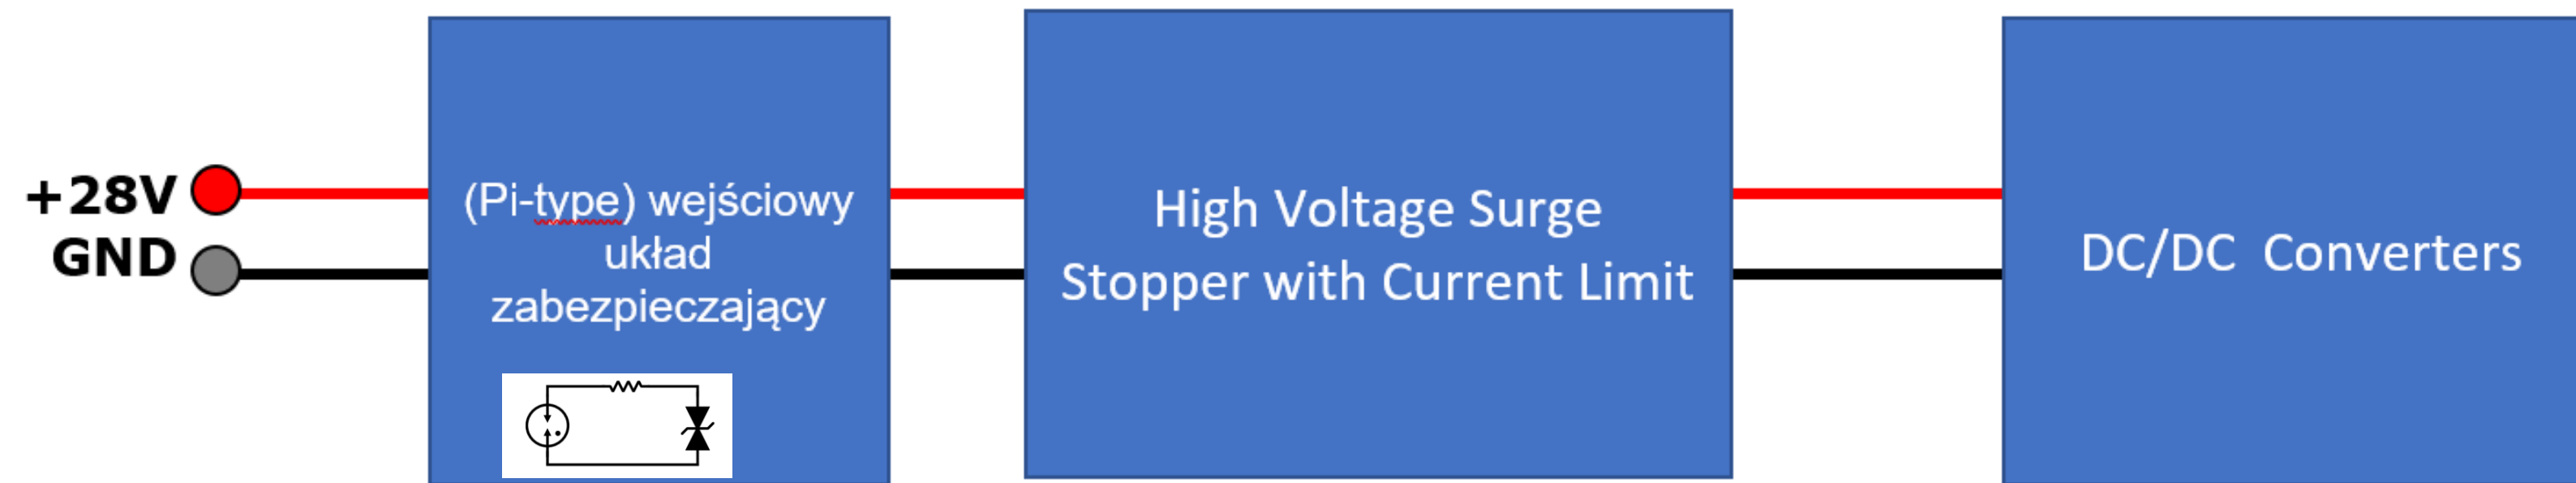 +28V
GND
(Pi-type) wejściowy
układ
zabezpieczający
High Voltage Surge
Stopper with Current Limit
DC/DC Converters